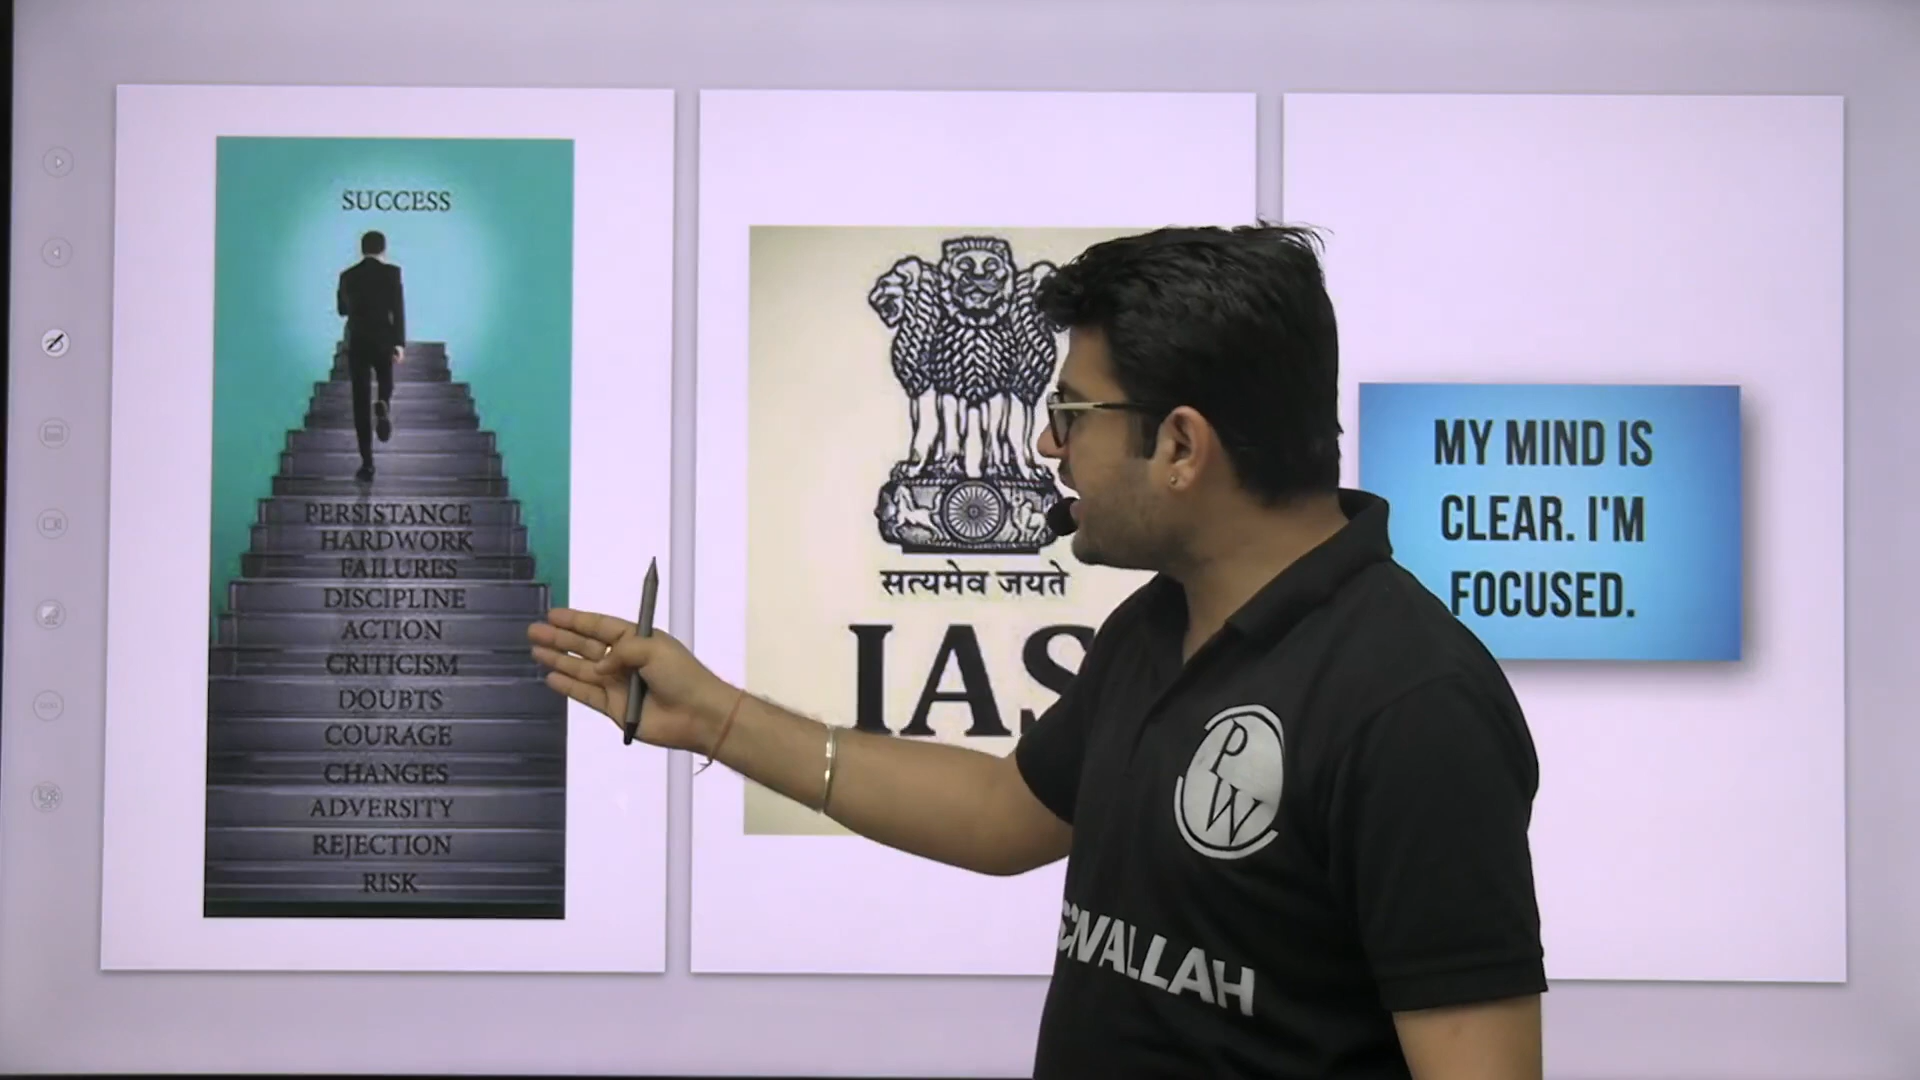 SUCCESS
PERSISTANCE
HARDWORK
FAILURES
DISCIPLINE
ACTION
CRITICISM
DOUBTS
COURAGE
CHANGES
ADVERSITY
REJECTION
RISK
सत्यमेव जयते
IAS
MY MIND IS
CLEAR. I'M
FOCUSED.
PW
WALLAH